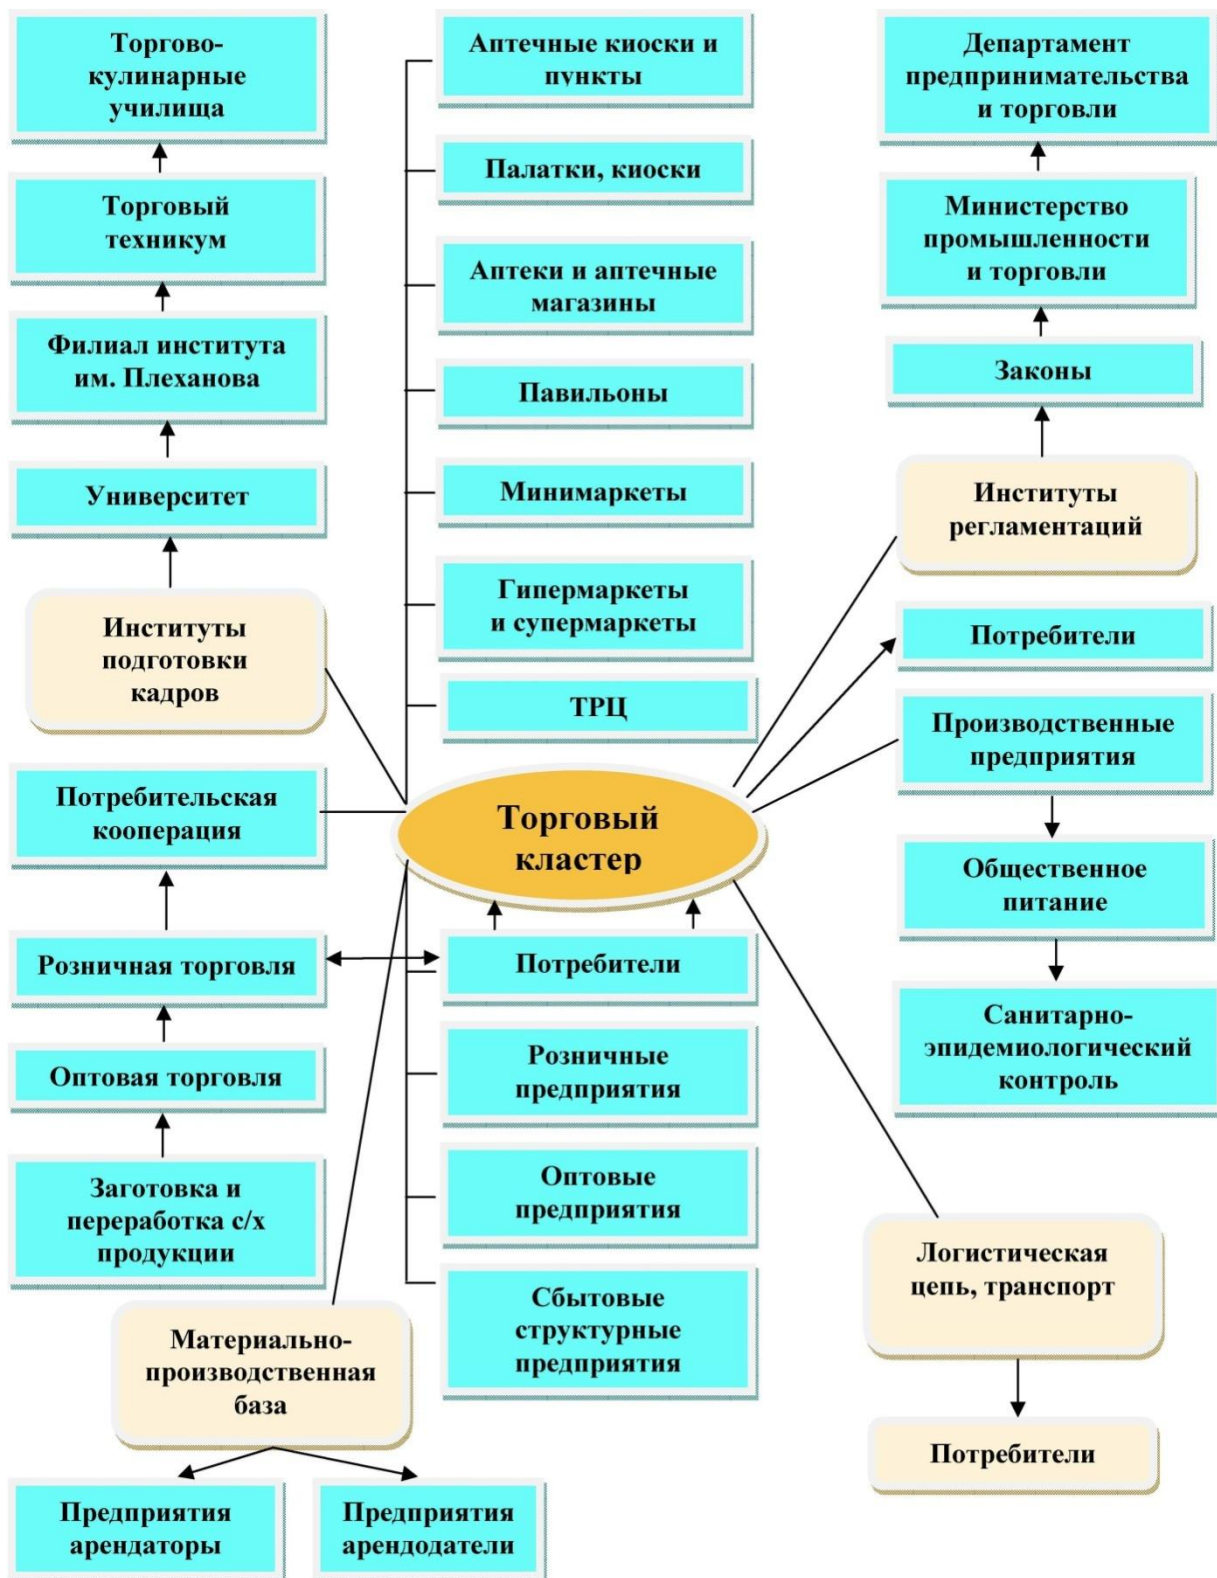 Торгово-
кулинарные
училища
Торговый
техникум
Филиал института
им. Плеханова
Университет
Институты
подготовки
кадров
Потребительская
кооперация
Розничная торговля
Оптовая торговля
Заготовка и
переработка с/х
продукции
Материально-
производственная
база
Предприятия
арендаторы
Предприятия
арендодатели
Аптечные киоски и
пункты
Палатки, киоски
Аптеки и аптечные
магазины
Павильоны
Минимаркеты
Гипермаркеты
и супермаркеты
ТРЦ
Торговый
кластер
Потребители
Розничные
предприятия
Оптовые
предприятия
Сбытовые
структурные
предприятия
Департамент
предпринимательства
и торговли
Министерство
промышленности
и торговли
Законы
Институты
регламентаций
Потребители
Производственные
предприятия
Общественное
питание
Санитарно-
эпидемиологический
контроль
Логистическая
цепь, транспорт
Потребители